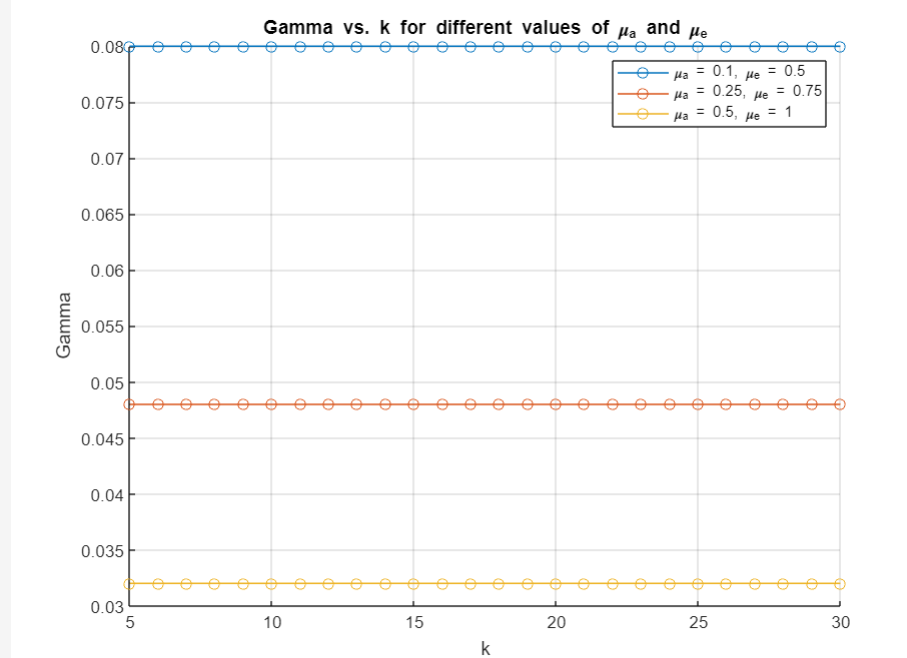 Gamma vs. k for different values of μa and μe
0.08
μa = 0.1, μe = 0.5
μa = 0.25, μe = 0.75
μa = 0.5, μe = 1
0.075
0.07
0.065
0.06
0.055
Gamma
0.05
0.045
0.04
0.035
0.03
5 10 15 20 25 30
k